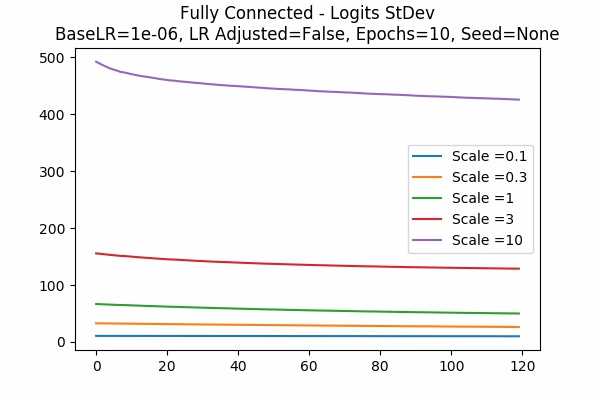 Fully Connected - Logits StDev
BaseLR=1e-06, LR Adjusted=False, Epochs=10, Seed=None
500
400
300
200
100
0
Scale =0.1
Scale =0.3
Scale =1
Scale =3
Scale =10
0 20 40 60 80 100 120